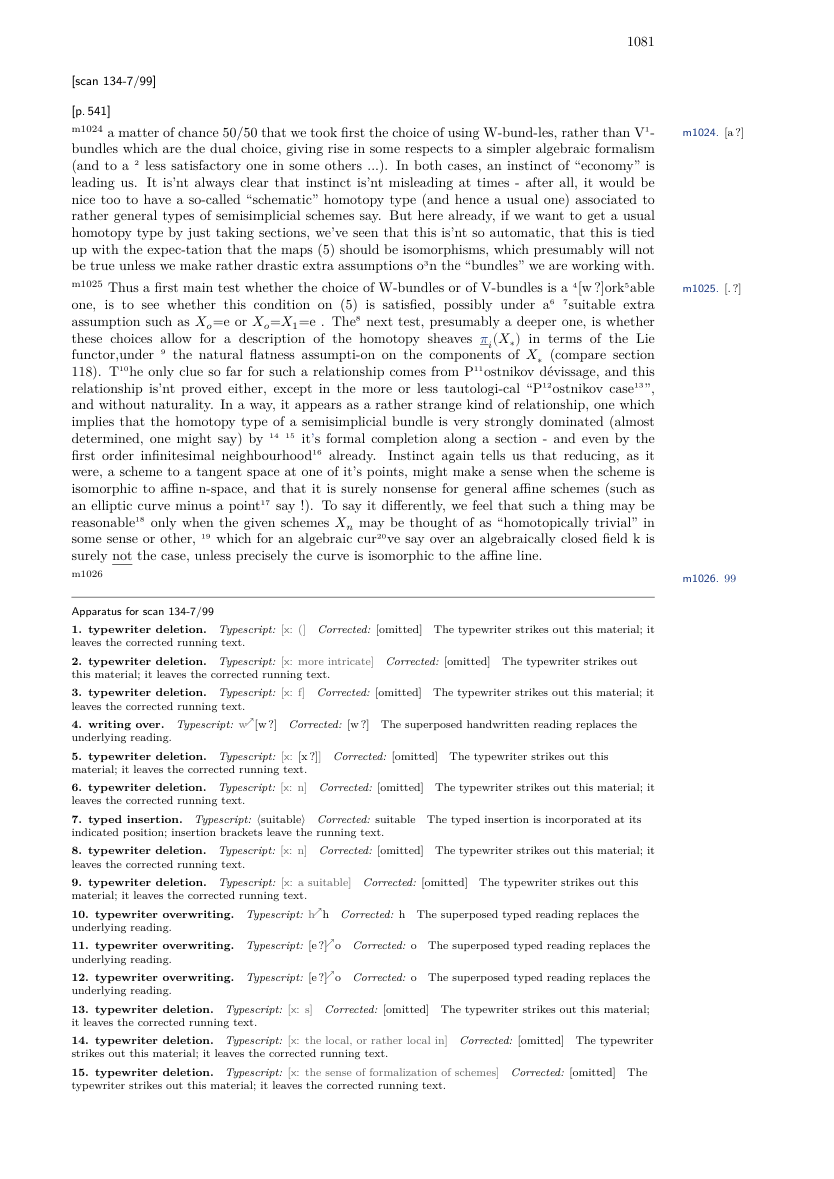 1081
[scan 134-7/99]
[p. 541]
m1024 a matter of chance 50/50 that we took first the choice of using W-bund-les, rather than V¹-
m1024. [a ?]
bundles which are the dual choice, giving rise in some respects to a simpler algebraic formalism
(and to a ² less satisfactory one in some others ...). In both cases, an instinct of “economy” is
leading us. It is'nt always clear that instinct is'nt misleading at times - after all, it would be
nice too to have a so-called “schematic” homotopy type (and hence a usual one) associated to
rather general types of semisimplicial schemes say. But here already, if we want to get a usual
homotopy type by just taking sections, we've seen that this is'nt so automatic, that this is tied
up with the expec-tation that the maps (5) should be isomorphisms, which presumably will not
be true unless we make rather drastic extra assumptions o³n the “bundles” we are working with.
m1025 Thus a first main test whether the choice of W-bundles or of V-bundles is a ⁴[w ?]ork⁵able
m1025. [. ?]
one, is to see whether this condition on (5) is satisfied, possibly under a⁶ ⁷suitable extra
assumption such as Xₒ=e or Xₒ=X₁=e . The⁸ next test, presumably a deeper one, is whether
these choices allow for a description of the homotopy sheaves π_i(X_*) in terms of the Lie
functor,under ⁹ the natural flatness assumpti-on on the components of X_* (compare section
118). T¹⁰he only clue so far for such a relationship comes from P¹¹ostnikov dévissage, and this
relationship is'nt proved either, except in the more or less tautologi-cal “P¹²ostnikov case¹³”,
and without naturality. In a way, it appears as a rather strange kind of relationship, one which
implies that the homotopy type of a semisimplicial bundle is very strongly dominated (almost
determined, one might say) by ¹⁴ ¹⁵ it's formal completion along a section - and even by the
first order infinitesimal neighbourhood¹⁶ already. Instinct again tells us that reducing, as it
were, a scheme to a tangent space at one of it's points, might make a sense when the scheme is
isomorphic to affine n-space, and that it is surely nonsense for general affine schemes (such as
an elliptic curve minus a point¹⁷ say !). To say it differently, we feel that such a thing may be
reasonable¹⁸ only when the given schemes Xₙ may be thought of as “homotopically trivial” in
some sense or other, ¹⁹ which for an algebraic cur²⁰ve say over an algebraically closed field k is
surely not the case, unless precisely the curve is isomorphic to the affine line.
m1026
m1026. 99
Apparatus for scan 134-7/99
1. typewriter deletion. Typescript: [x: (] Corrected: [omitted] The typewriter strikes out this material; it
leaves the corrected running text.
2. typewriter deletion. Typescript: [x: more intricate] Corrected: [omitted] The typewriter strikes out
this material; it leaves the corrected running text.
3. typewriter deletion. Typescript: [x: f] Corrected: [omitted] The typewriter strikes out this material; it
leaves the corrected running text.
4. writing over. Typescript: w↗[w ?] Corrected: [w ?] The superposed handwritten reading replaces the
underlying reading.
5. typewriter deletion. Typescript: [x: [x ?]] Corrected: [omitted] The typewriter strikes out this
material; it leaves the corrected running text.
6. typewriter deletion. Typescript: [x: n] Corrected: [omitted] The typewriter strikes out this material; it
leaves the corrected running text.
7. typed insertion. Typescript: ⟨suitable⟩ Corrected: suitable The typed insertion is incorporated at its
indicated position; insertion brackets leave the running text.
8. typewriter deletion. Typescript: [x: n] Corrected: [omitted] The typewriter strikes out this material; it
leaves the corrected running text.
9. typewriter deletion. Typescript: [x: a suitable] Corrected: [omitted] The typewriter strikes out this
material; it leaves the corrected running text.
10. typewriter overwriting. Typescript: h↗h Corrected: h The superposed typed reading replaces the
underlying reading.
11. typewriter overwriting. Typescript: [e ?]↗o Corrected: o The superposed typed reading replaces the
underlying reading.
12. typewriter overwriting. Typescript: [e ?]↗o Corrected: o The superposed typed reading replaces the
underlying reading.
13. typewriter deletion. Typescript: [x: s] Corrected: [omitted] The typewriter strikes out this material;
it leaves the corrected running text.
14. typewriter deletion. Typescript: [x: the local, or rather local in] Corrected: [omitted] The typewriter
strikes out this material; it leaves the corrected running text.
15. typewriter deletion. Typescript: [x: the sense of formalization of schemes] Corrected: [omitted] The
typewriter strikes out this material; it leaves the corrected running text.